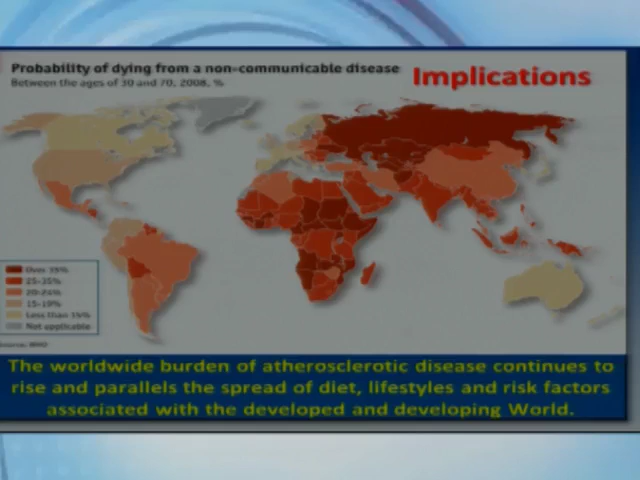 Probability of dying from a non-communicable disease
Between the ages of 30 and 70, 2008, %
Implications
25-35%
20-24%
15-19%
Less than 15%
Not applicable
Source: WHO
The worldwide burden of atherosclerotic disease continues to
rise and parallels the spread of diet, lifestyles and risk factors
associated with the developed and developing World.